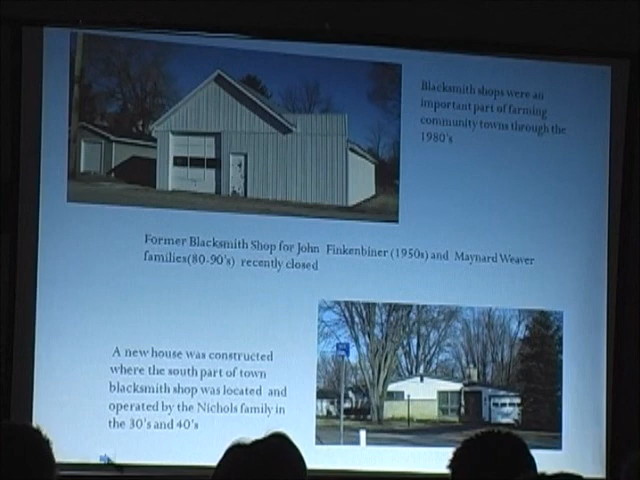 Blacksmith shops were an
important part of farming
community towns through the
1980's
Former Blacksmith Shop for John Finkenbiner (1950s) and Maynard Weaver
families(80-90's) recently closed
A new house was constructed
where the south part of town
blacksmith shop was located and
operated by the Nichols family in
the 30's and 40's